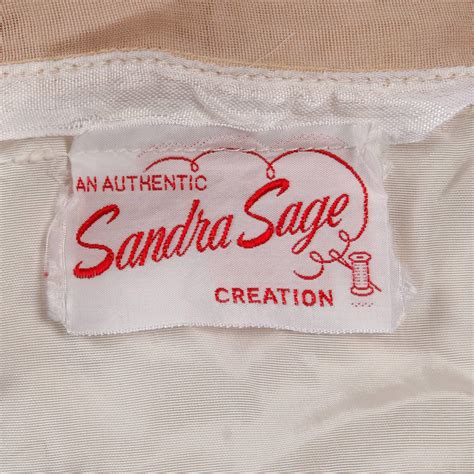 AN AUTHENTIC
Sandra Sage
CREATION